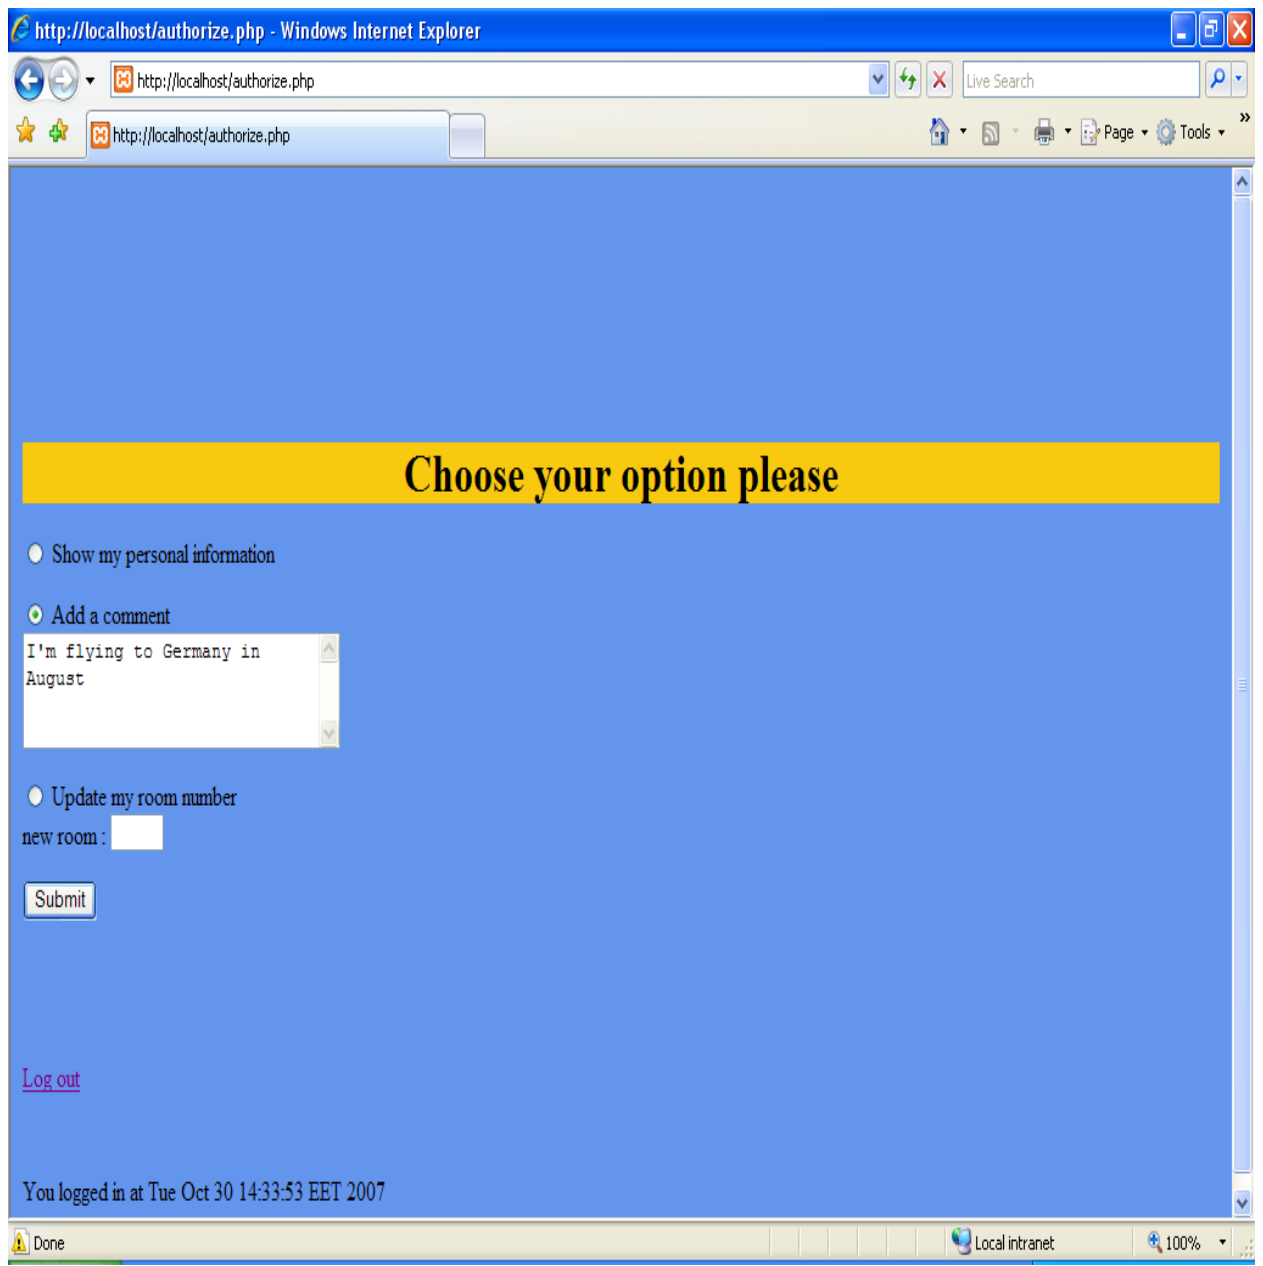 http://localhost/authorize.php - Windows Internet Explorer
http://localhost/authorize.php
Live Search
http://localhost/authorize.php
Page
Tools
»
Choose your option please
Show my personal information
Add a comment
I'm flying to Germany in
August
Update my room number
new room :
Submit
Log out
You logged in at Tue Oct 30 14:33:53 EET 2007
Done
Local intranet
100%